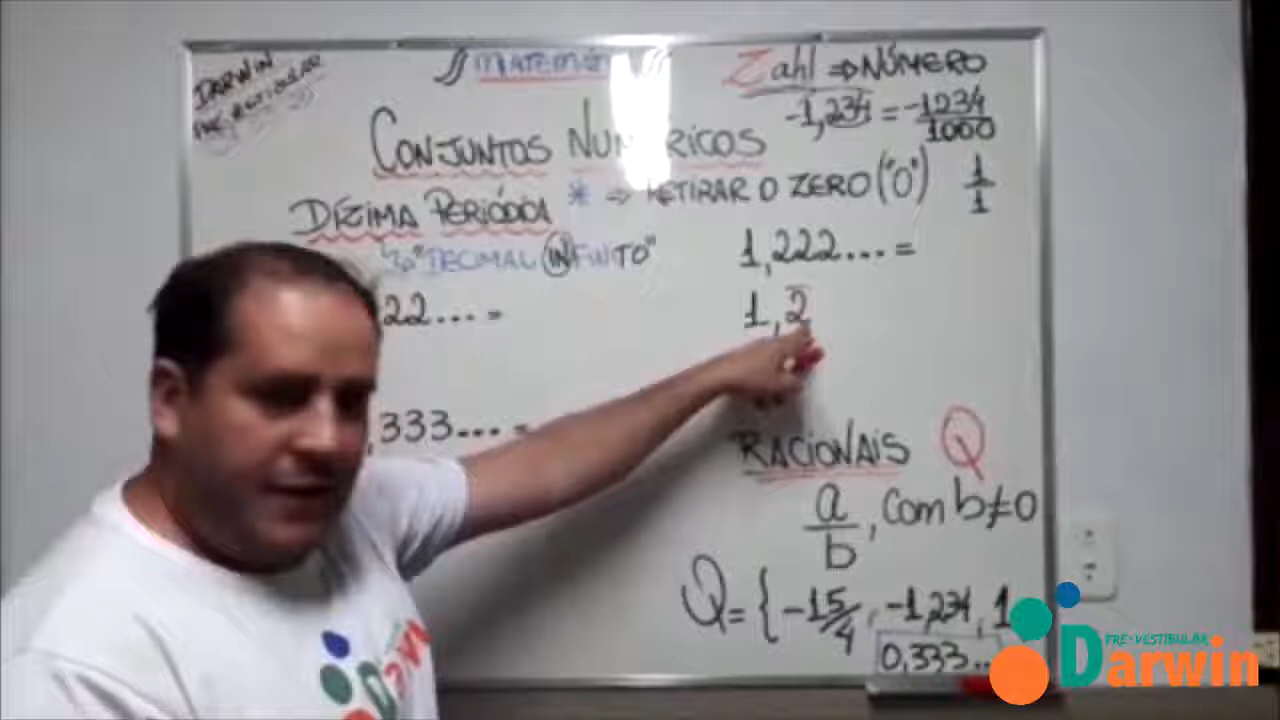 DARWIN
PRÉ-VESTIBULAR
MATEMÁ
Zahl ⇒ NÚMERO
-1,234 = -1234/1000
CONJUNTOS NUMÉRICOS
* ⇒ RETIRAR O ZERO ("0") 1/1
DÍZIMA PERIÓDICA
"DECIMAL INFINITO"
1,222... =
22... =
1,2̅
,333... =
RACIONAIS Q
a/b, com b≠0
Q = { -15/4, -1,234, 1
0,333...
PRÉ-VESTIBULAR
Darwin